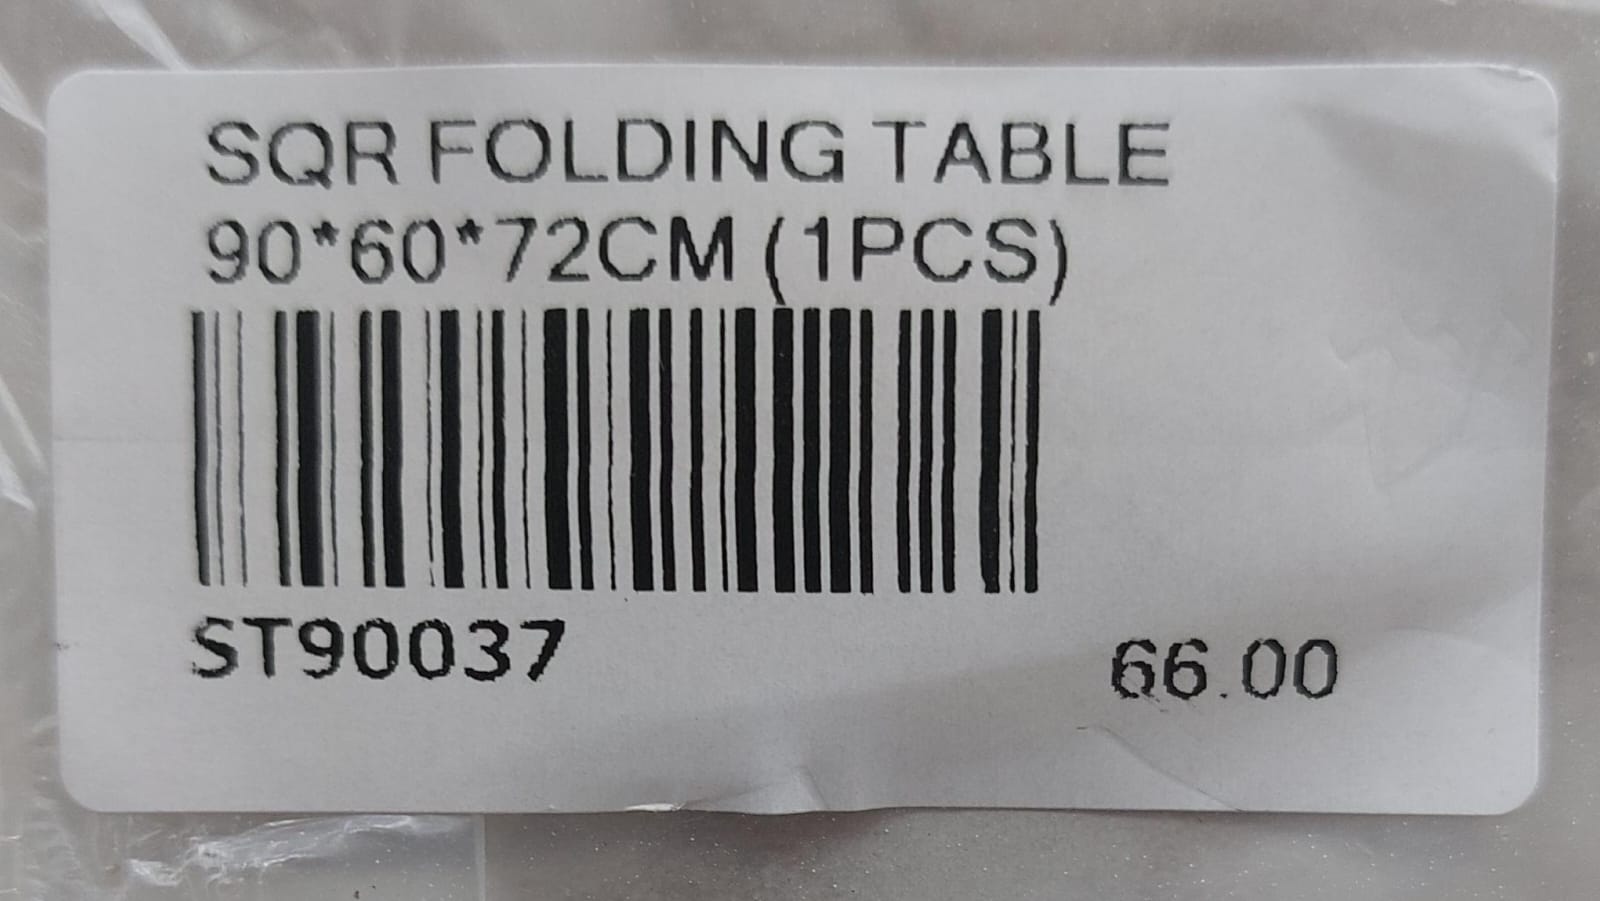 SQR FOLDING TABLE
90*60*72CM (1PCS)
ST90037
66.00